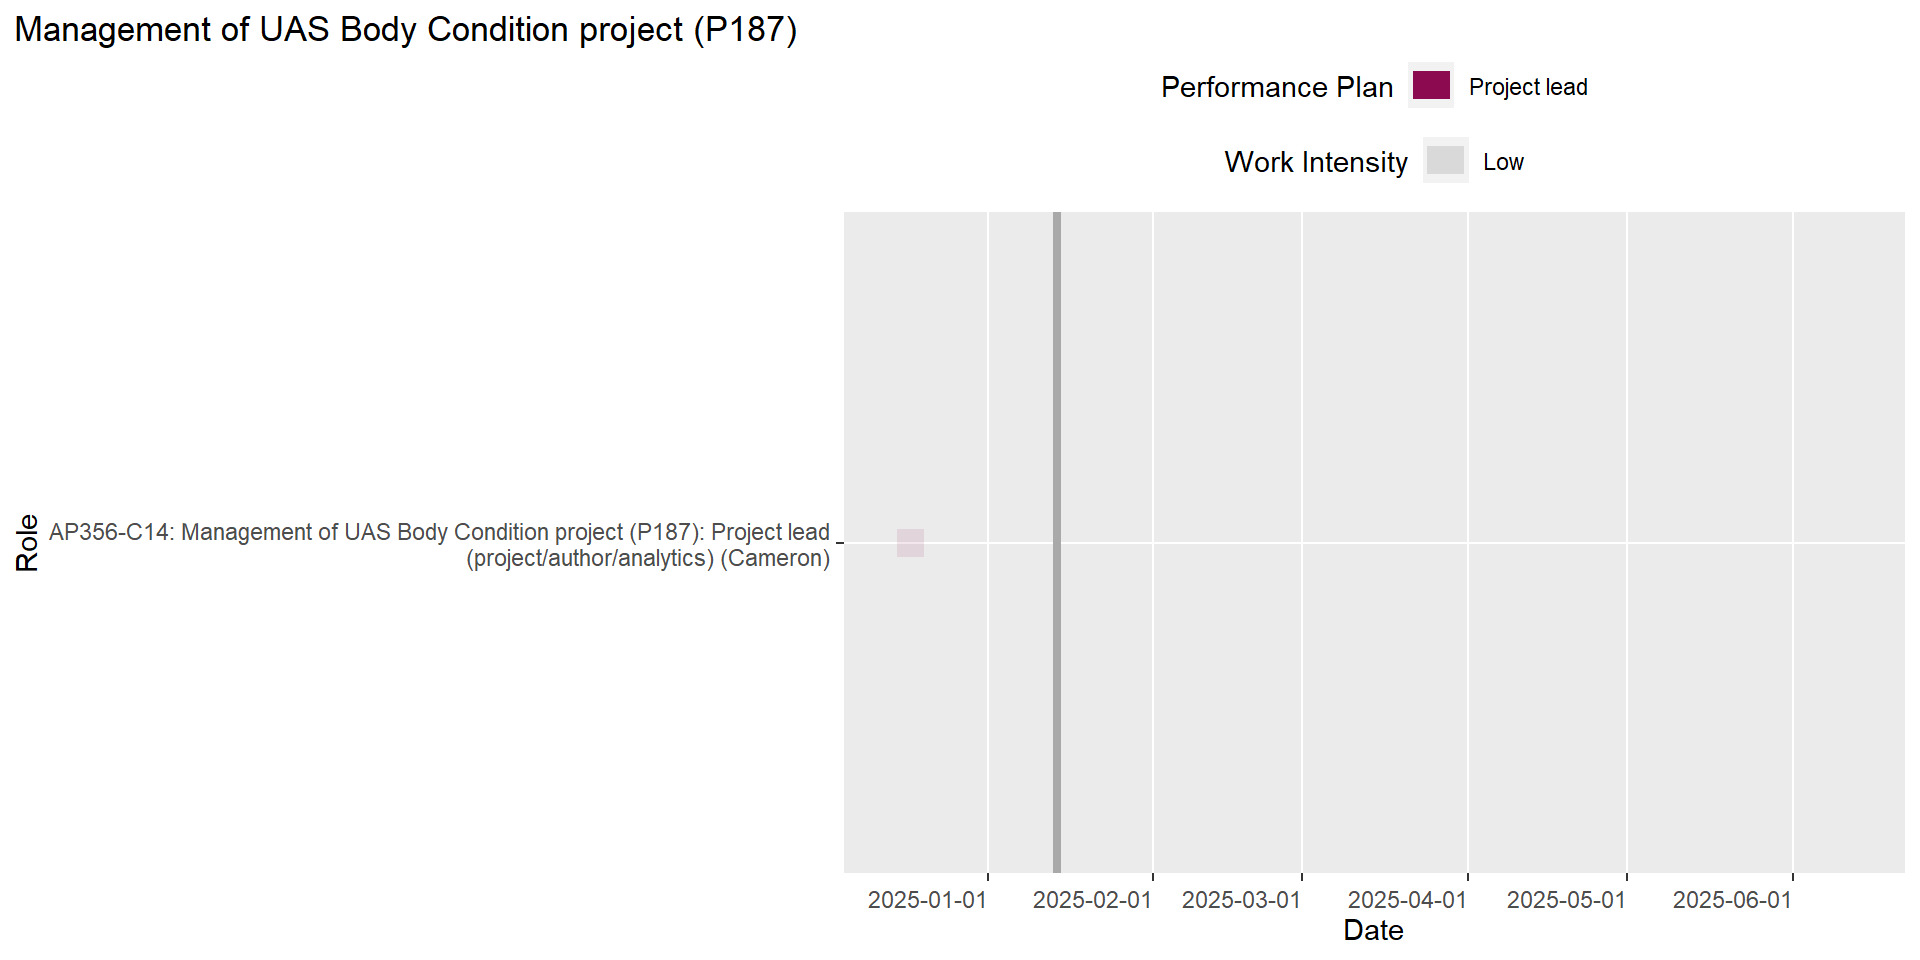 Management of UAS Body Condition project (P187)
Performance Plan
Project lead
Work Intensity
Low
Role
AP356-C14: Management of UAS Body Condition project (P187): Project lead
(project/author/analytics) (Cameron)
2025-01-01
2025-02-01
2025-03-01
2025-04-01
2025-05-01
2025-06-01
Date